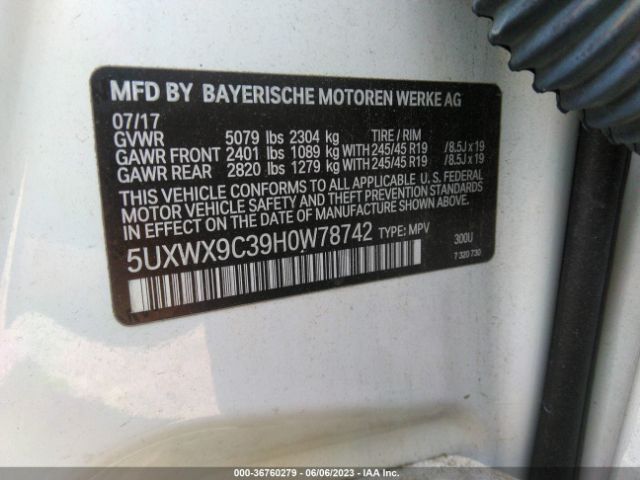 MFD BY BAYERISCHE MOTOREN WERKE AG
07/17
GVWR 5079 lbs 2304 kg TIRE / RIM
GAWR FRONT 2401 lbs 1089 kg WITH 245/45 R19 /8.5J x 19
GAWR REAR 2820 lbs 1279 kg WITH 245/45 R19 /8.5J x 19
THIS VEHICLE CONFORMS TO ALL APPLICABLE U. S. FEDERAL
MOTOR VEHICLE SAFETY AND THEFT PREVENTION STANDARDS
IN EFFECT ON THE DATE OF MANUFACTURE SHOWN ABOVE.
5UXWX9C39H0W78742 TYPE: MPV 300U
7 320 730
000-36760279 - 06/06/2023 - IAA Inc.